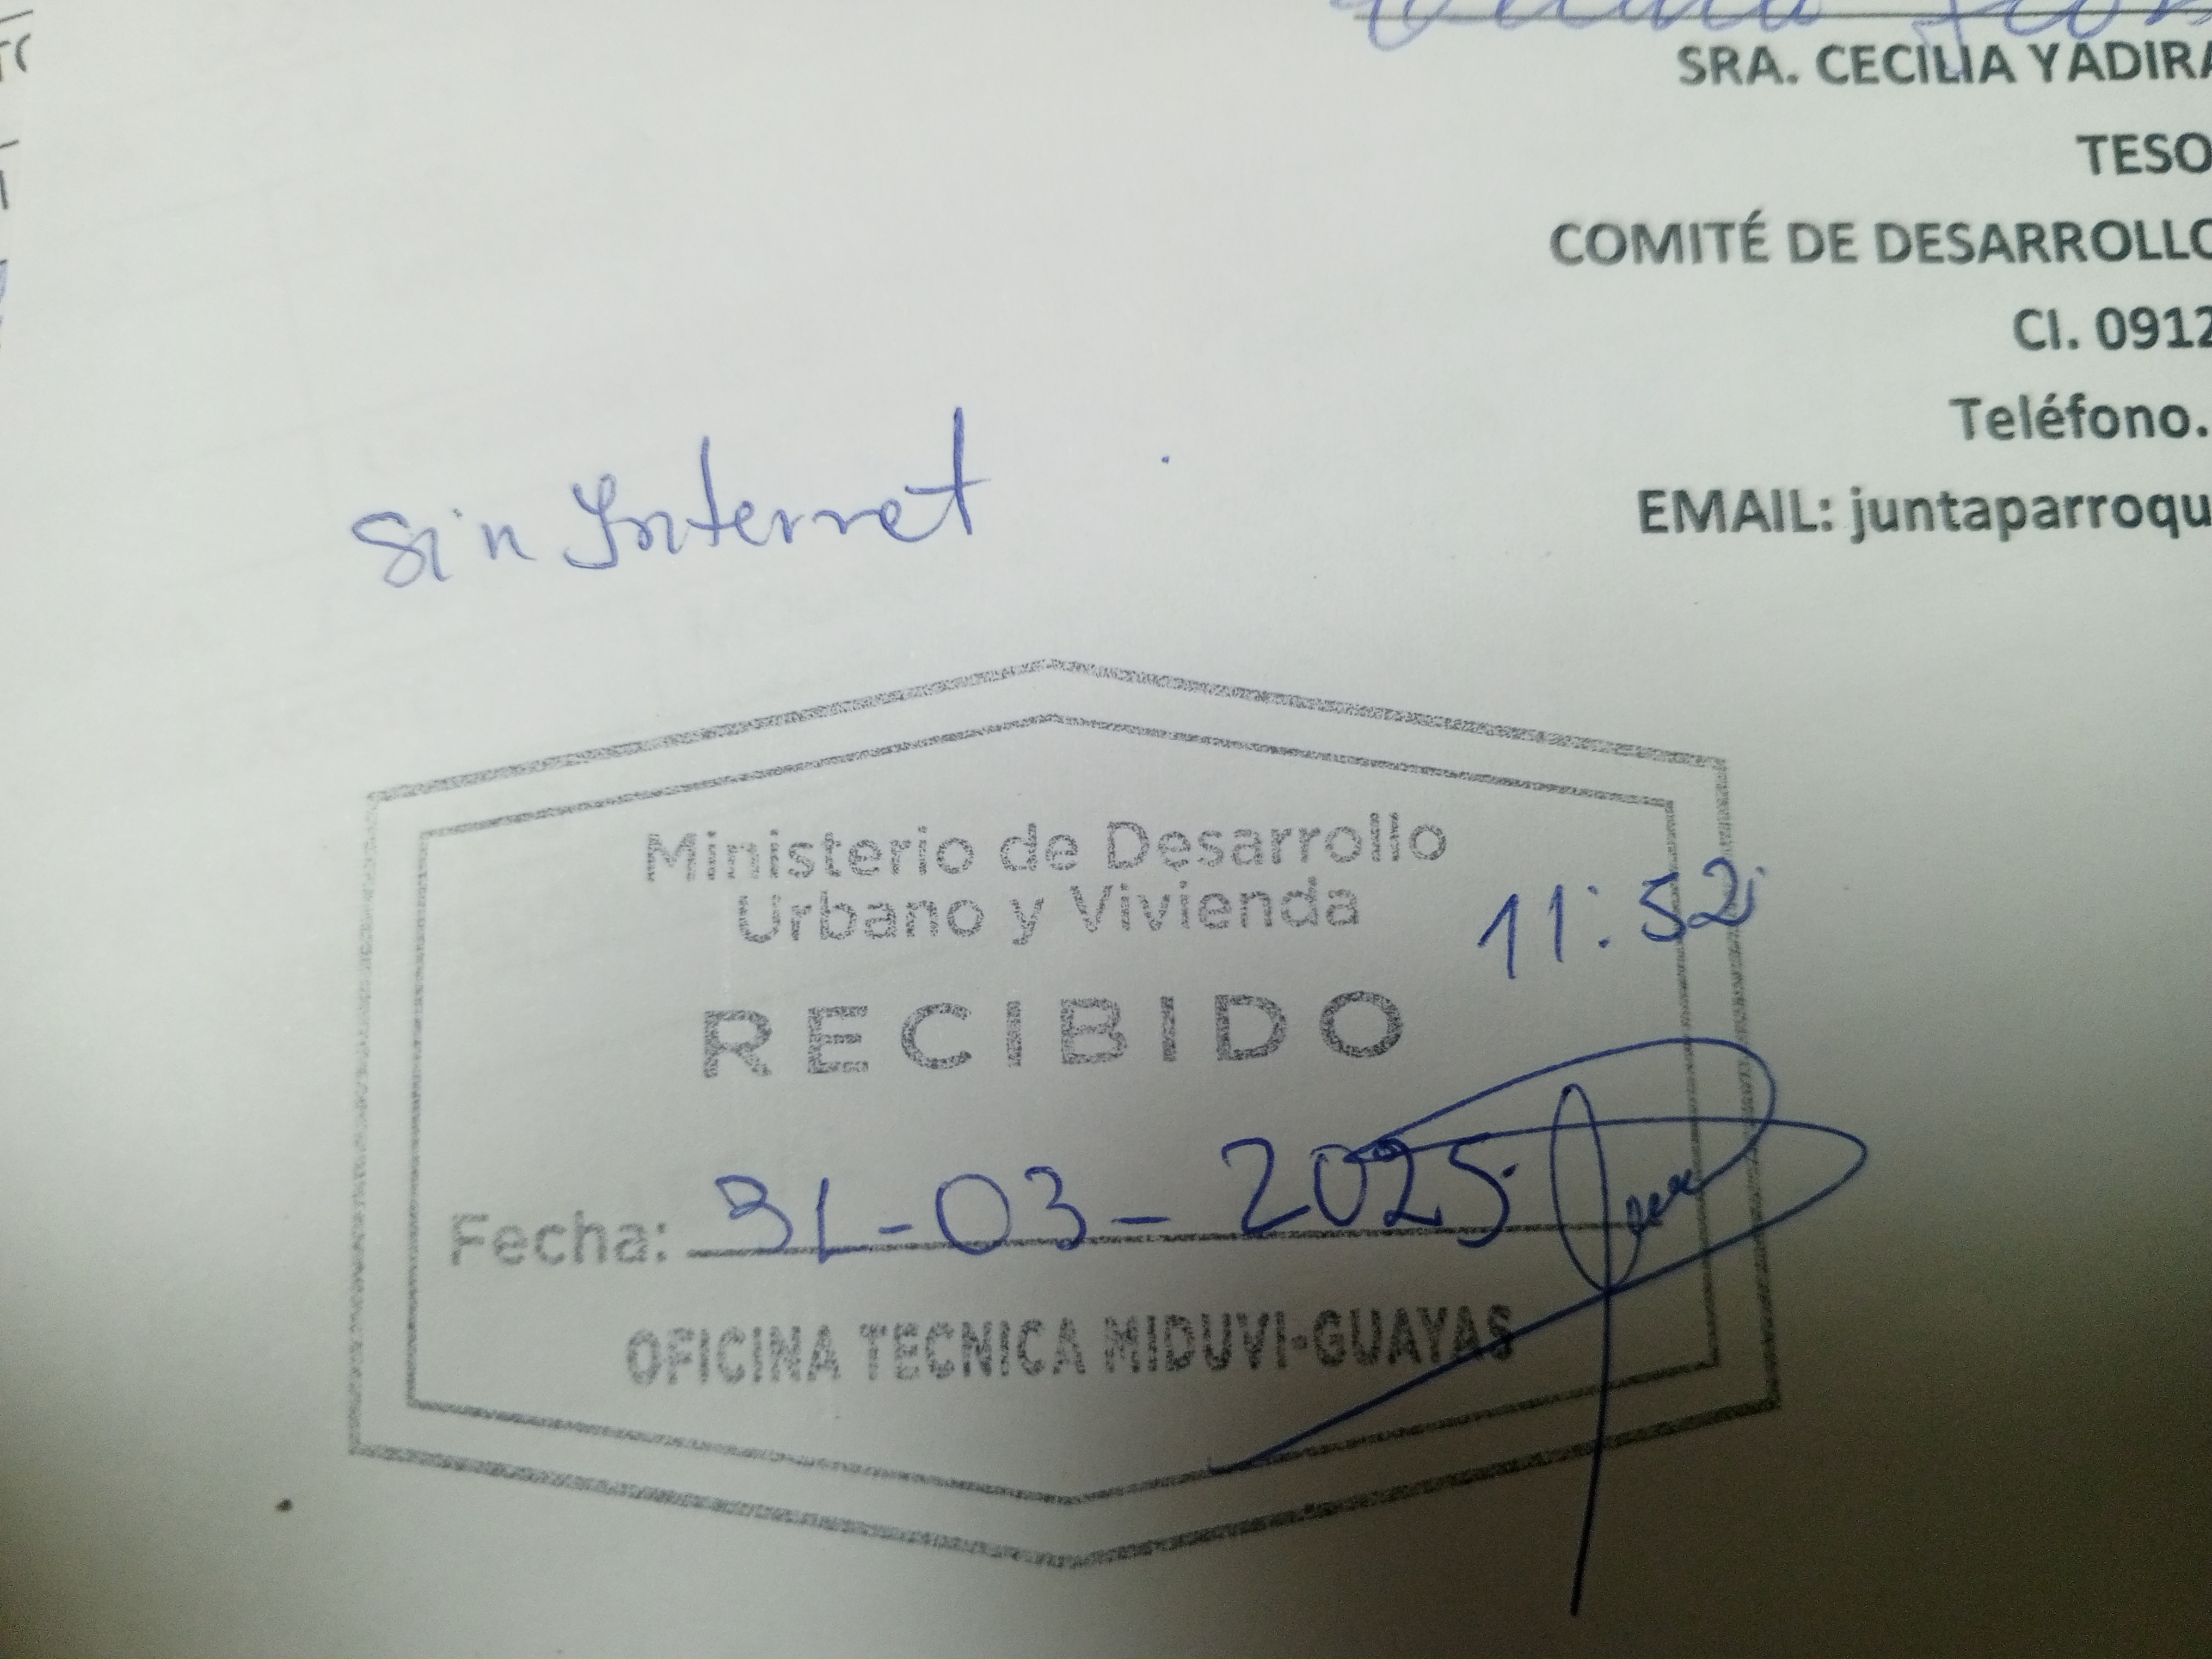 SRA. CECILIA YADIRA
TESO
COMITÉ DE DESARROLLO
CI. 0912
Teléfono.
EMAIL: juntaparroqu
Sin Internet
Ministerio de Desarrollo
Urbano y Vivienda
11:52
RECIBIDO
Fecha: 31-03-2025
OFICINA TECNICA MIDUVI-GUAYAS